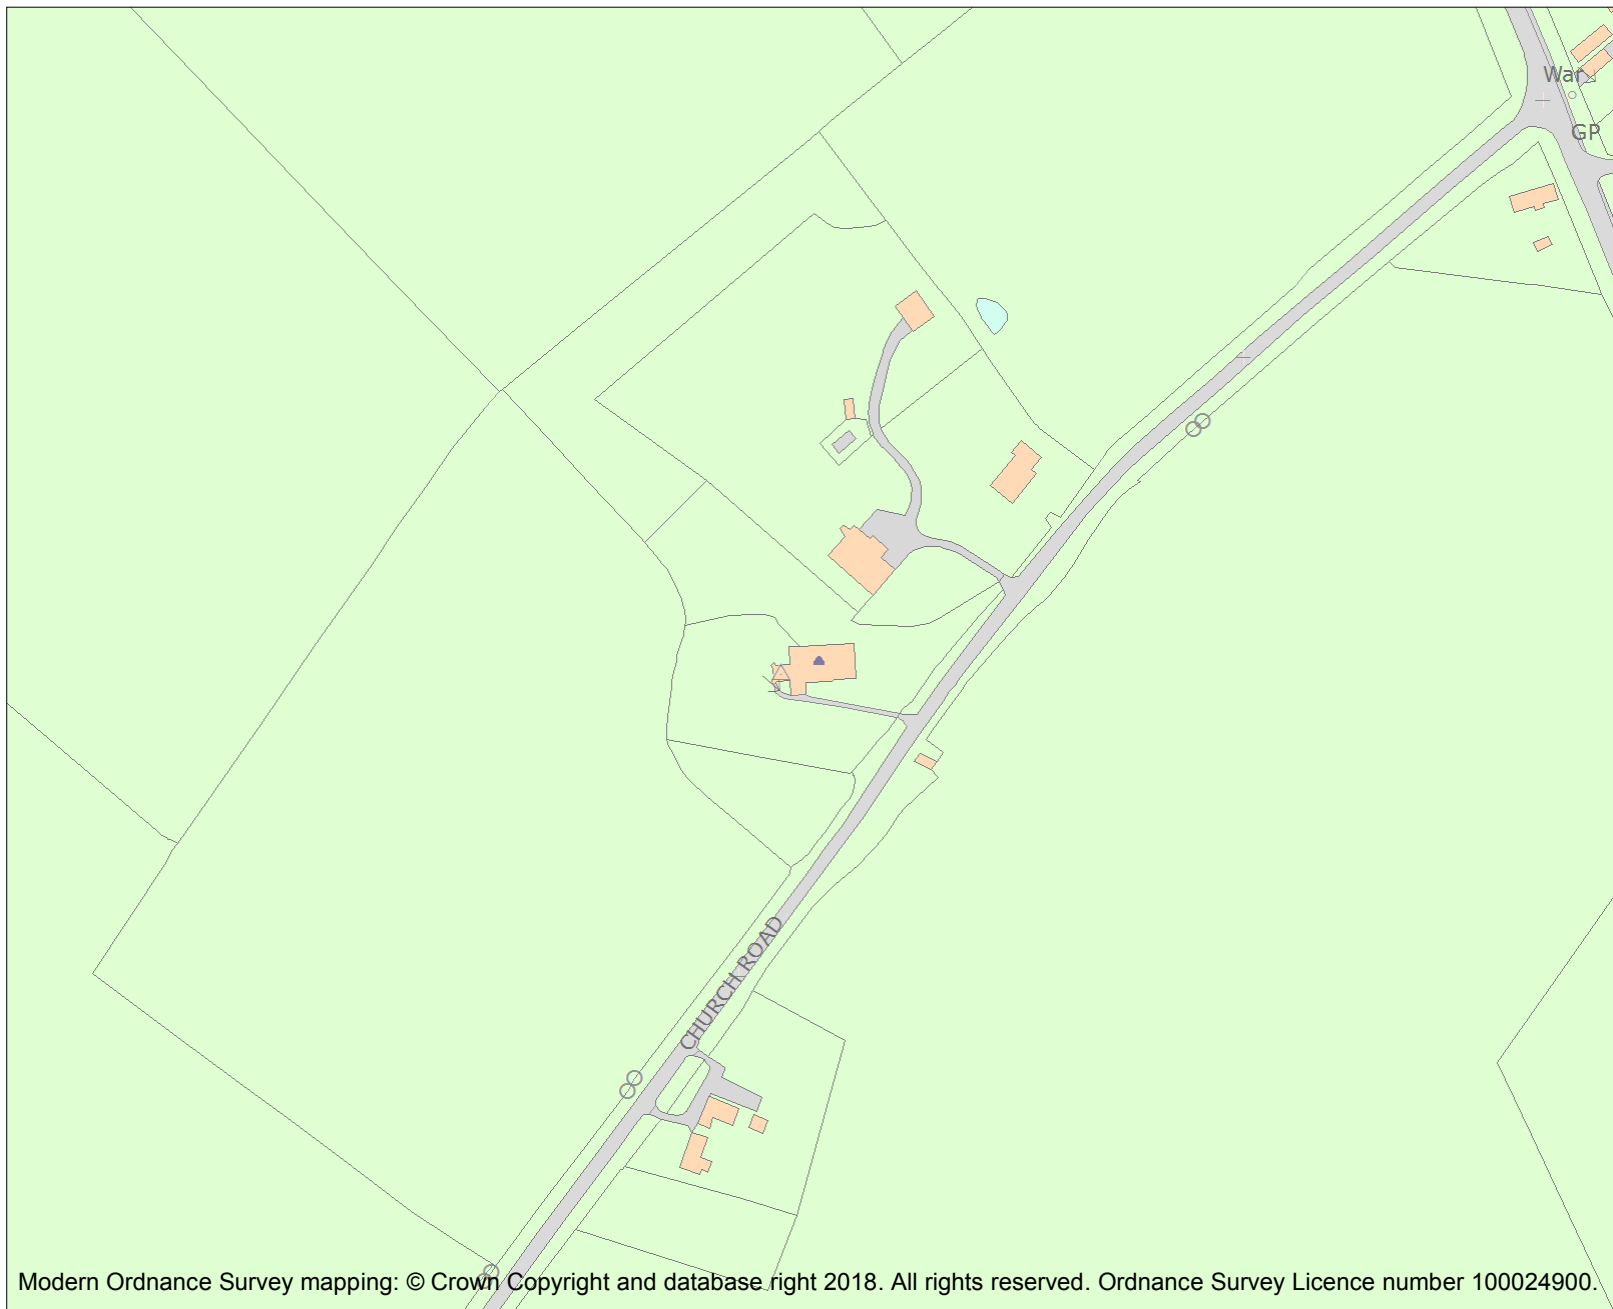 War
GP
CHURCH ROAD
Modern Ordnance Survey mapping: © Crown Copyright and database right 2018. All rights reserved. Ordnance Survey Licence number 100024900.